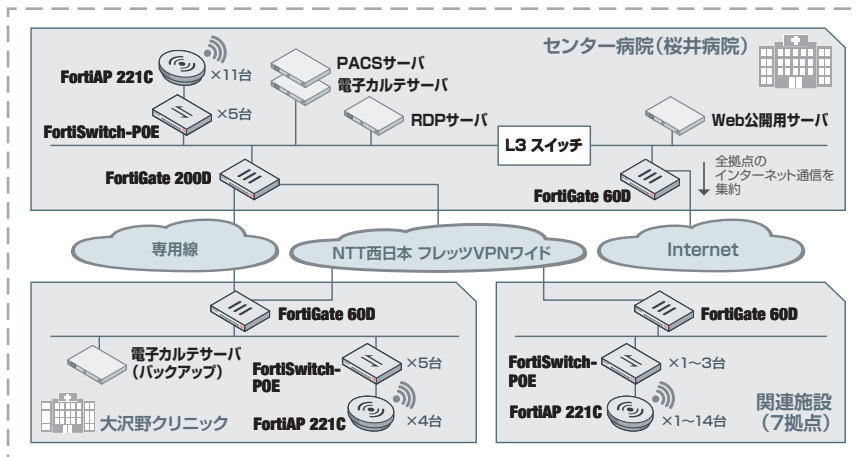 センター病院（桜井病院）
FortiAP 221C
×11台
FortiSwitch-POE
×5台
PACSサーバ
電子カルテサーバ
RDPサーバ
Web公開用サーバ
L3 スイッチ
FortiGate 200D
FortiGate 60D
全拠点の
インターネット通信を
集約
専用線
NTT西日本 フレッツVPNワイド
Internet
FortiGate 60D
電子カルテサーバ
（バックアップ）
FortiSwitch-
POE
×5台
FortiAP 221C
×4台
大沢野クリニック
FortiGate 60D
FortiSwitch-
POE
×1〜3台
FortiAP 221C
×1〜14台
関連施設
（7拠点）